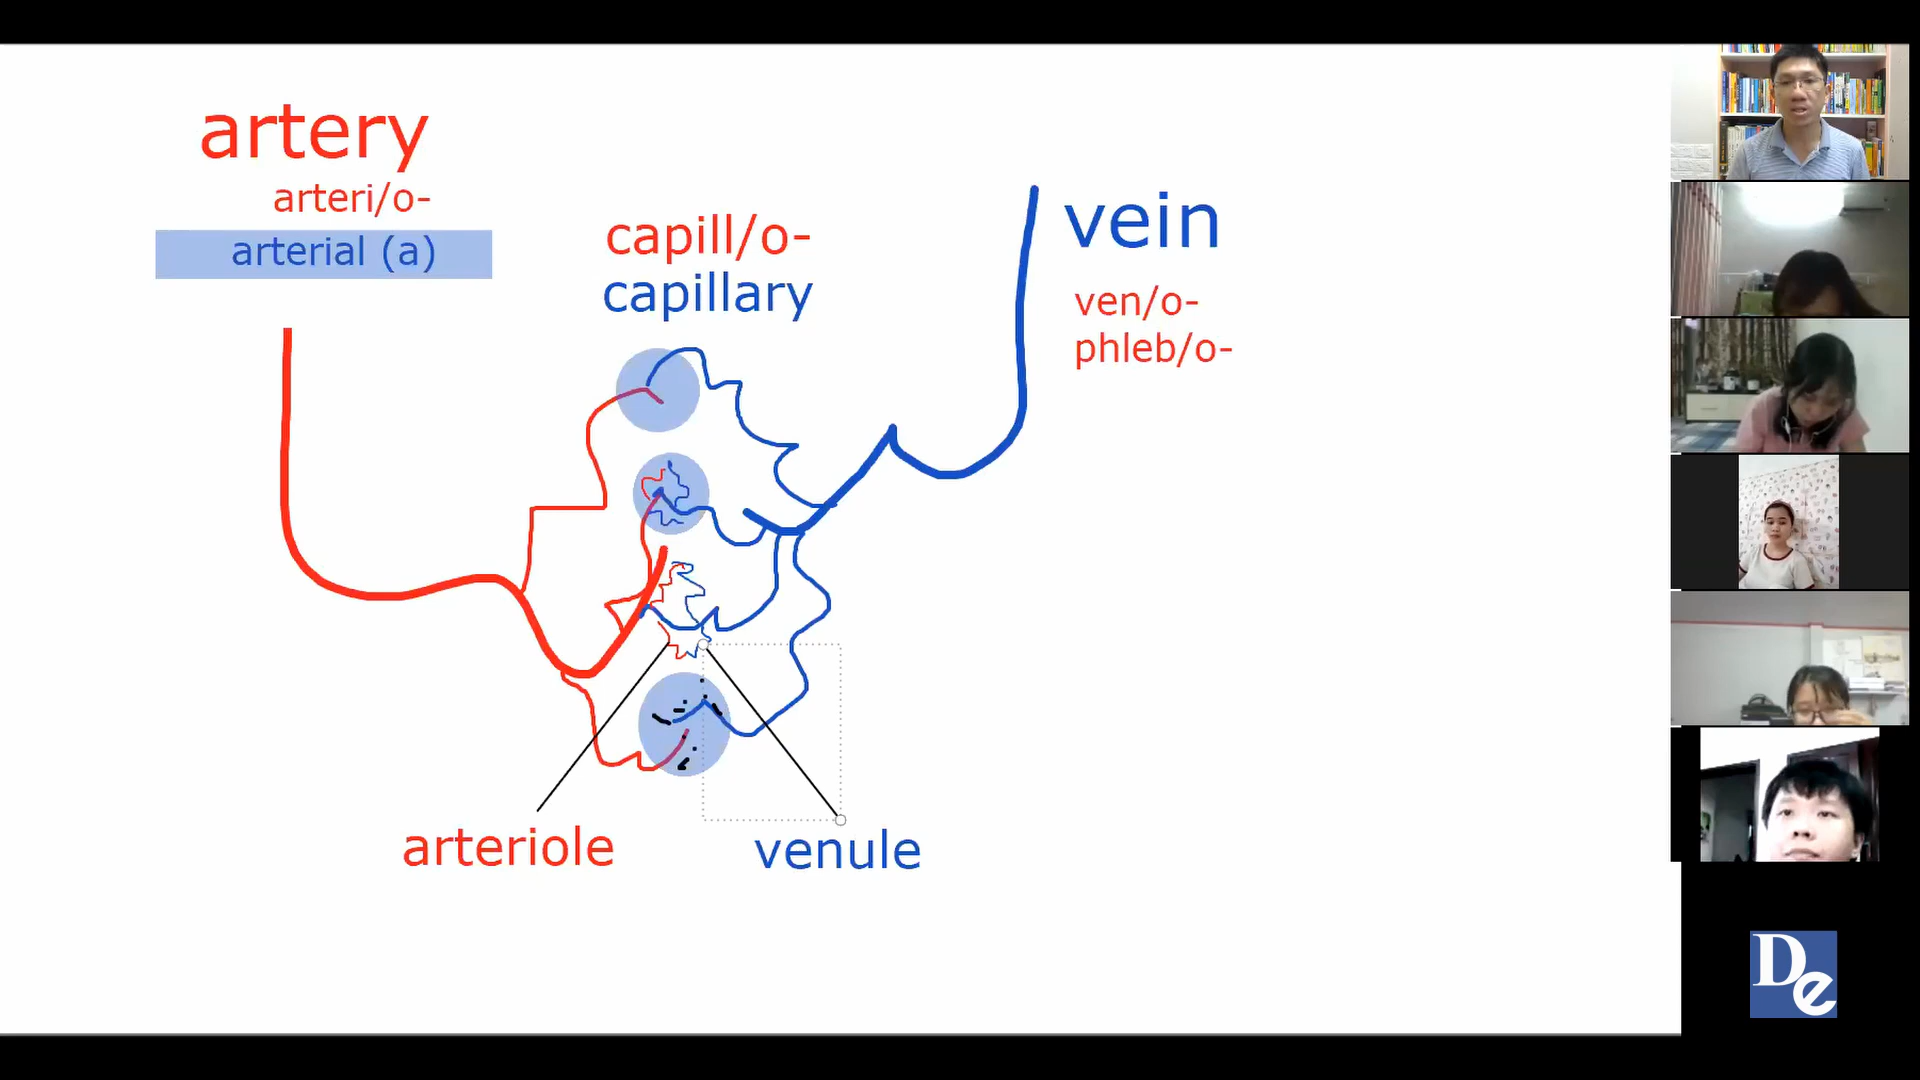 artery
arteri/o-
arterial (a)
capill/o-
capillary
vein
ven/o-
phleb/o-
arteriole
venule
De